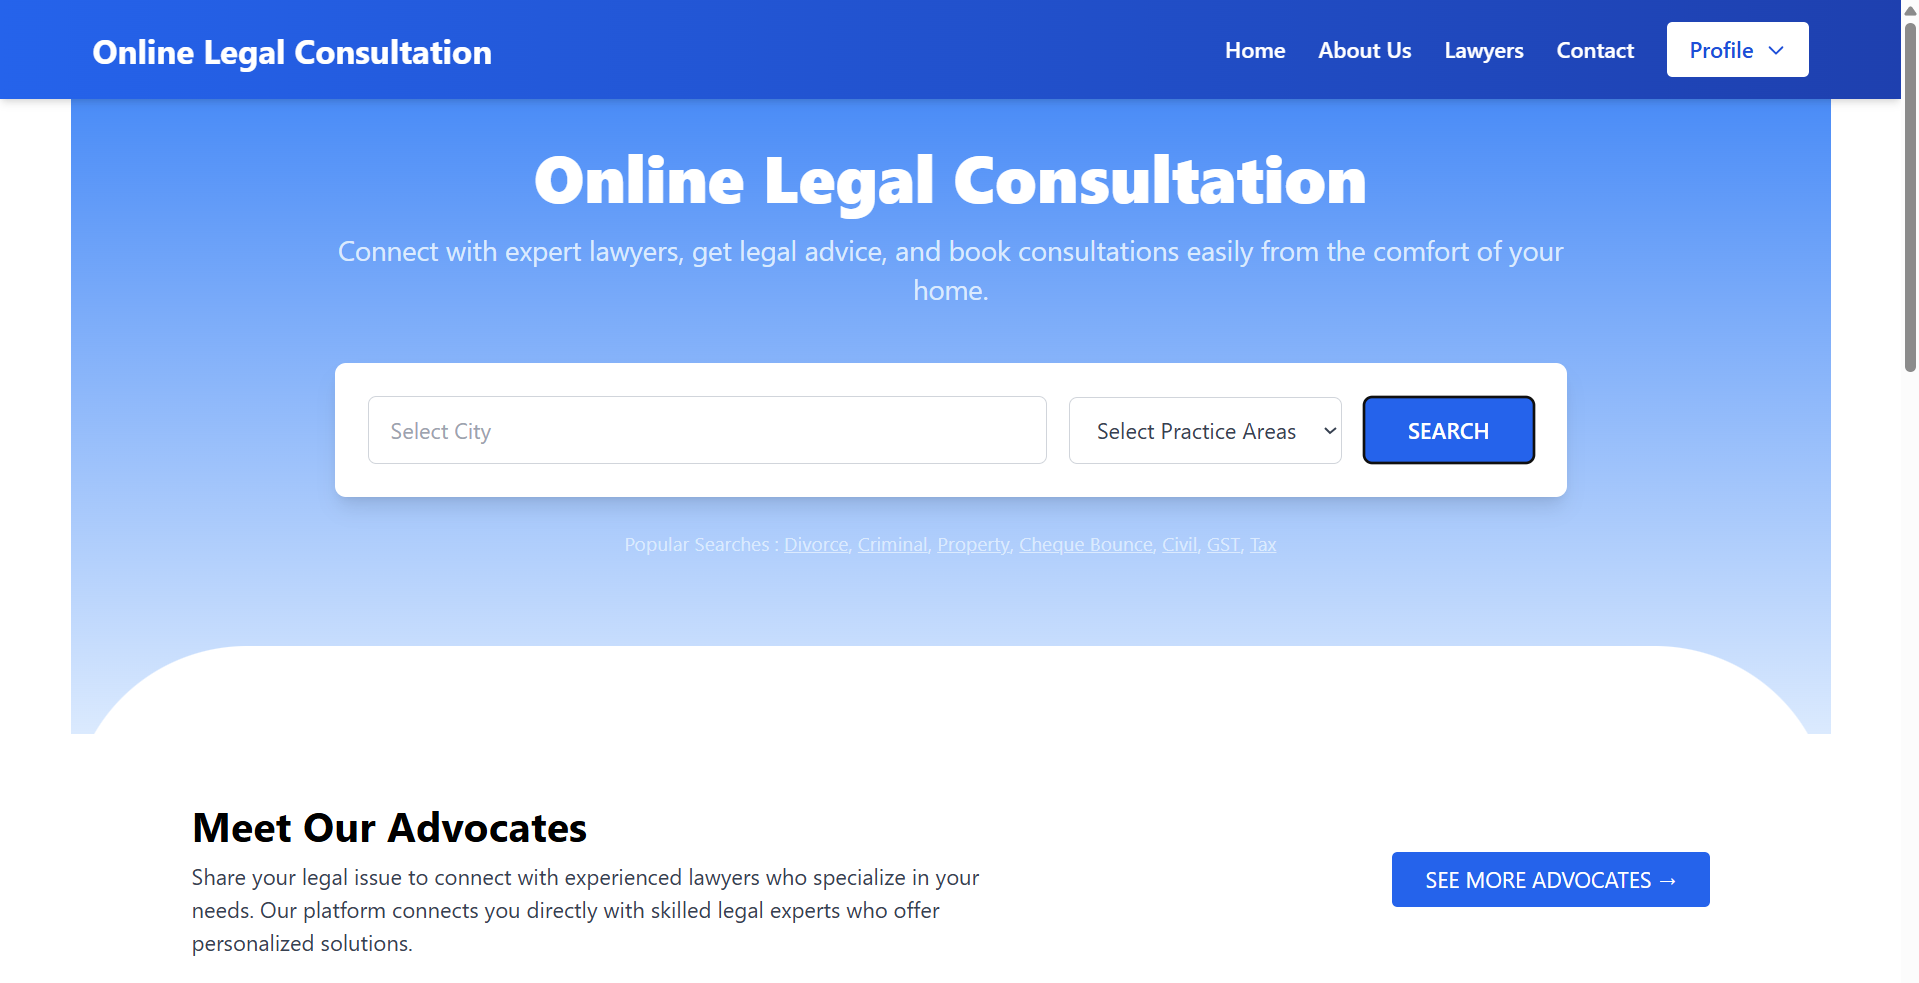 Online Legal Consultation
Home About Us Lawyers Contact Profile
Online Legal Consultation
Connect with expert lawyers, get legal advice, and book consultations easily from the comfort of your
home.
Select City Select Practice Areas SEARCH
Popular Searches : Divorce, Criminal, Property, Cheque Bounce, Civil, GST, Tax
Meet Our Advocates
Share your legal issue to connect with experienced lawyers who specialize in your
needs. Our platform connects you directly with skilled legal experts who offer
personalized solutions.
SEE MORE ADVOCATES →